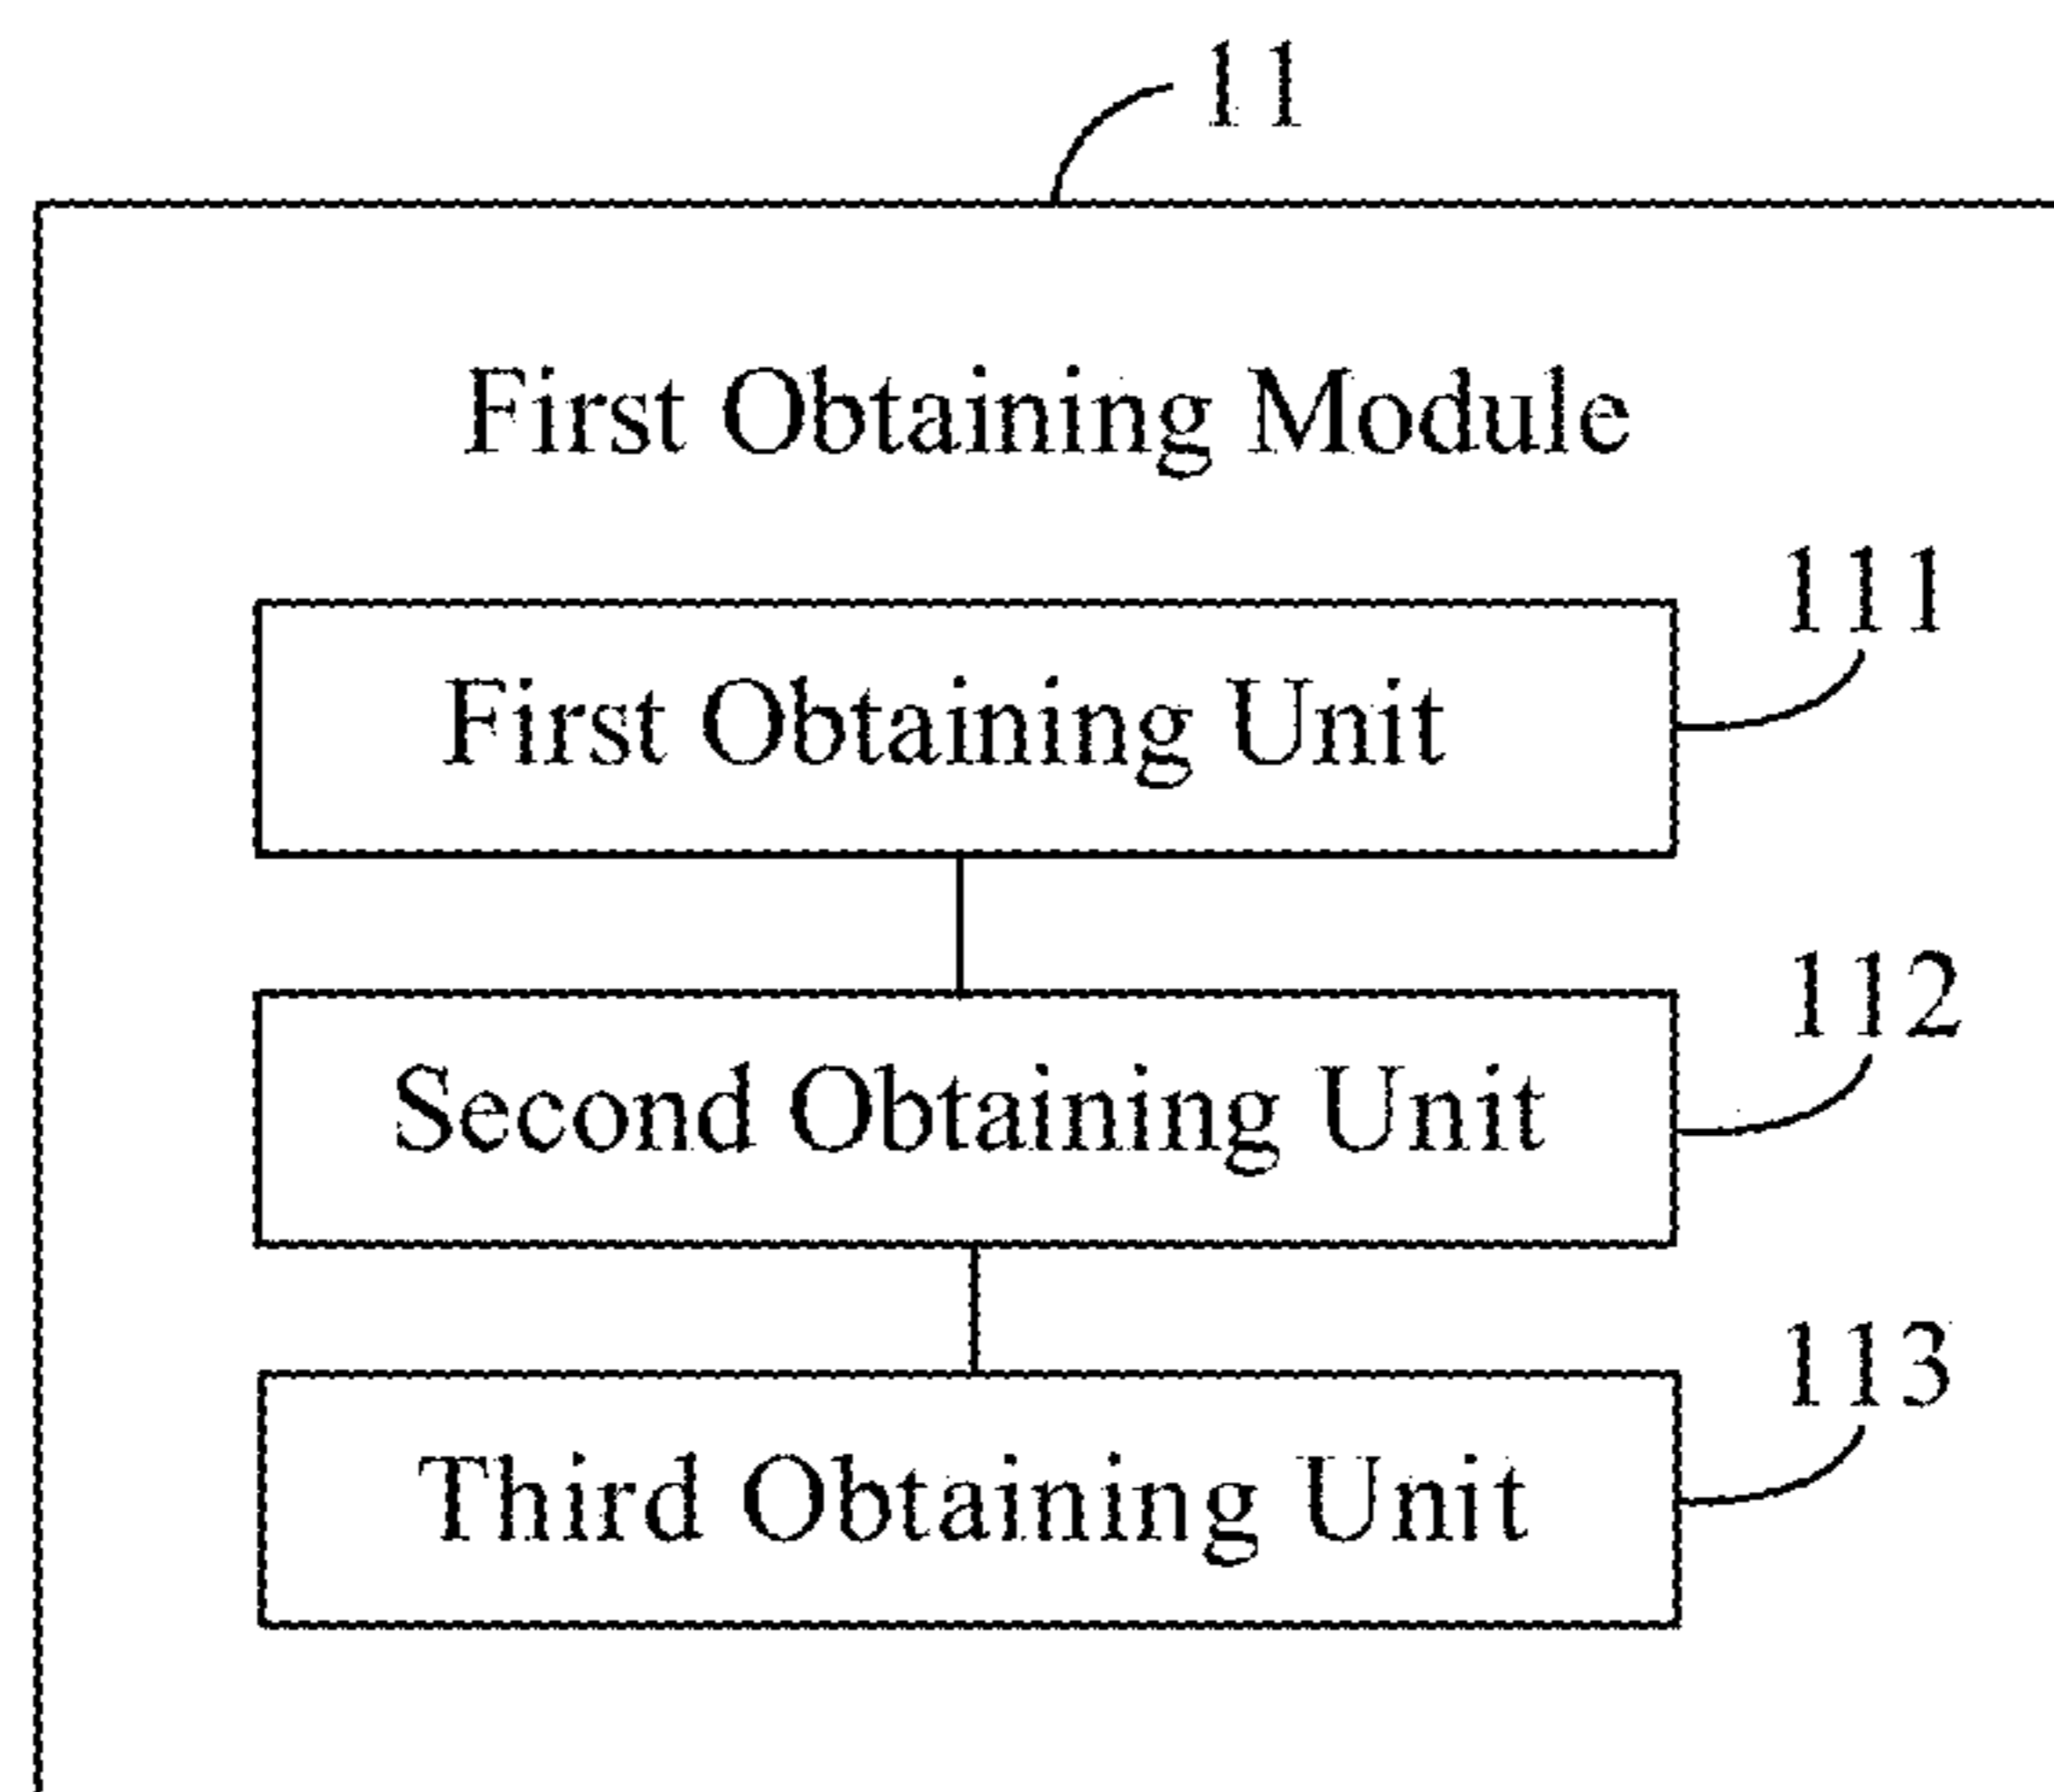 11
First Obtaining Module
111
First Obtaining Unit
112
Second Obtaining Unit
113
Third Obtaining Unit